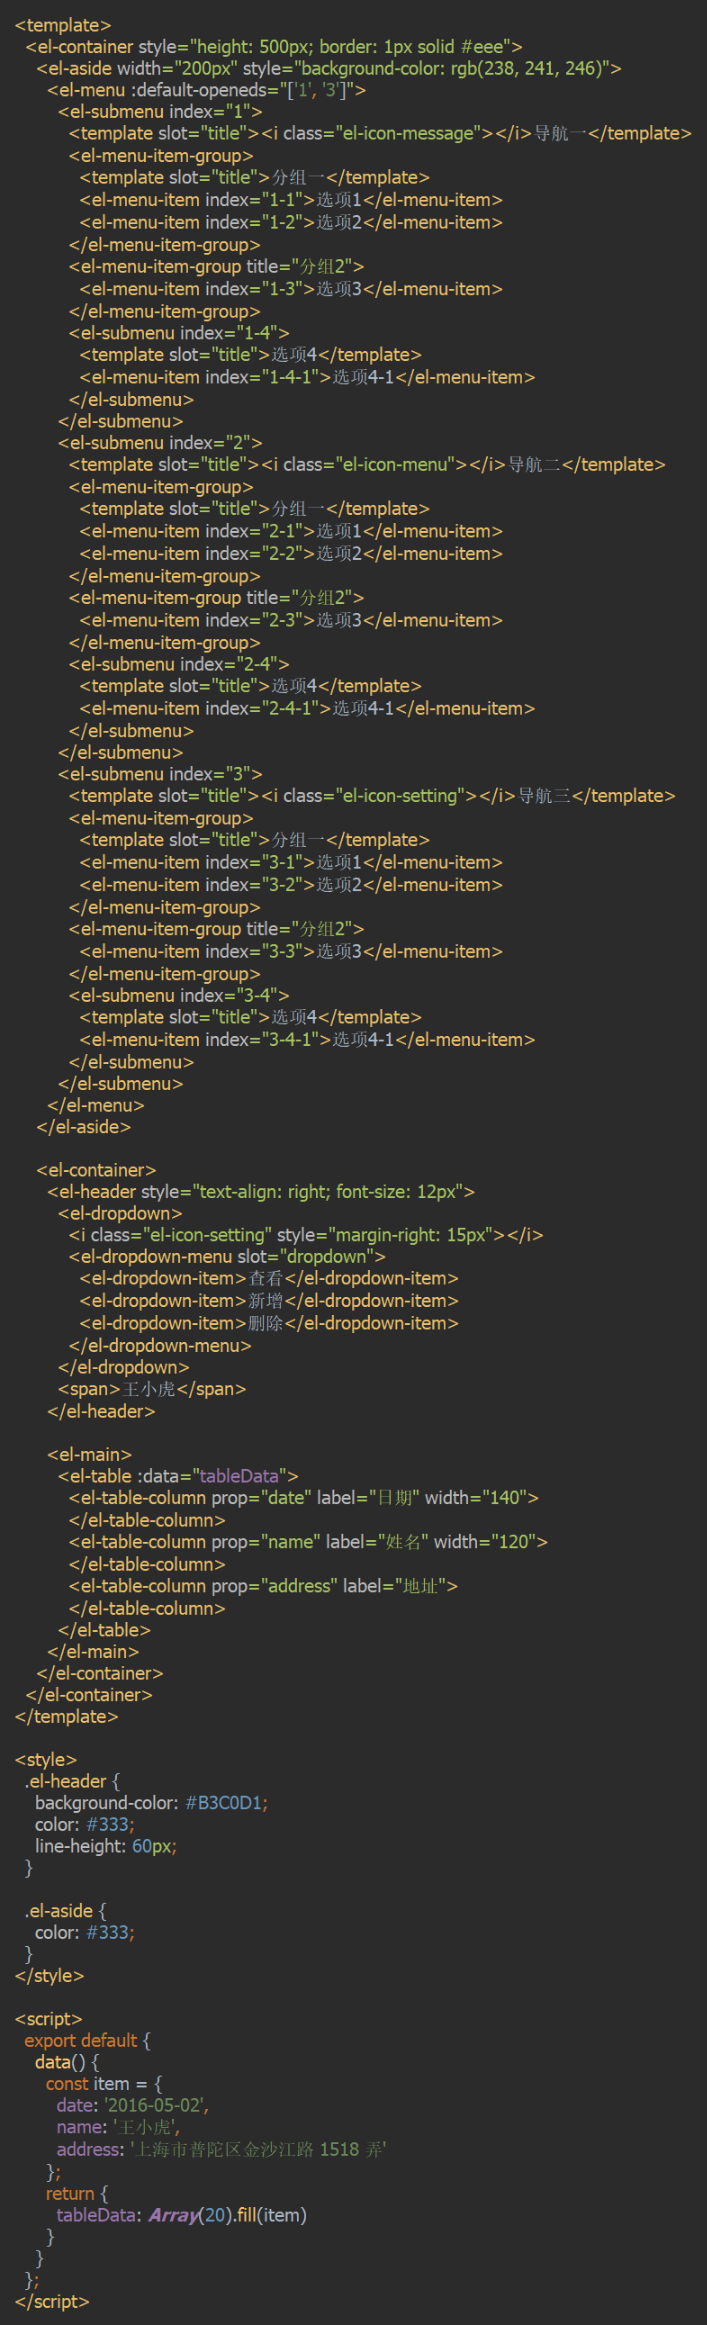 <template>
<el-container style="height: 500px; border: 1px solid #eee">
<el-aside width="200px" style="background-color: rgb(238, 241, 246)">
<el-menu :default-openeds="['1', '3']">
<el-submenu index="1">
<template slot="title"><i class="el-icon-message"></i>导航一</template>
<el-menu-item-group>
<template slot="title">分组一</template>
<el-menu-item index="1-1">选项1</el-menu-item>
<el-menu-item index="1-2">选项2</el-menu-item>
</el-menu-item-group>
<el-menu-item-group title="分组2">
<el-menu-item index="1-3">选项3</el-menu-item>
</el-menu-item-group>
<el-submenu index="1-4">
<template slot="title">选项4</template>
<el-menu-item index="1-4-1">选项4-1</el-menu-item>
</el-submenu>
</el-submenu>
<el-submenu index="2">
<template slot="title"><i class="el-icon-menu"></i>导航二</template>
<el-menu-item-group>
<template slot="title">分组一</template>
<el-menu-item index="2-1">选项1</el-menu-item>
<el-menu-item index="2-2">选项2</el-menu-item>
</el-menu-item-group>
<el-menu-item-group title="分组2">
<el-menu-item index="2-3">选项3</el-menu-item>
</el-menu-item-group>
<el-submenu index="2-4">
<template slot="title">选项4</template>
<el-menu-item index="2-4-1">选项4-1</el-menu-item>
</el-submenu>
</el-submenu>
<el-submenu index="3">
<template slot="title"><i class="el-icon-setting"></i>导航三</template>
<el-menu-item-group>
<template slot="title">分组一</template>
<el-menu-item index="3-1">选项1</el-menu-item>
<el-menu-item index="3-2">选项2</el-menu-item>
</el-menu-item-group>
<el-menu-item-group title="分组2">
<el-menu-item index="3-3">选项3</el-menu-item>
</el-menu-item-group>
<el-submenu index="3-4">
<template slot="title">选项4</template>
<el-menu-item index="3-4-1">选项4-1</el-menu-item>
</el-submenu>
</el-submenu>
</el-menu>
</el-aside>
<el-container>
<el-header style="text-align: right; font-size: 12px">
<el-dropdown>
<i class="el-icon-setting" style="margin-right: 15px"></i>
<el-dropdown-menu slot="dropdown">
<el-dropdown-item>查看</el-dropdown-item>
<el-dropdown-item>新增</el-dropdown-item>
<el-dropdown-item>删除</el-dropdown-item>
</el-dropdown-menu>
</el-dropdown>
<span>王小虎</span>
</el-header>
<el-main>
<el-table :data="tableData">
<el-table-column prop="date" label="日期" width="140">
</el-table-column>
<el-table-column prop="name" label="姓名" width="120">
</el-table-column>
<el-table-column prop="address" label="地址">
</el-table-column>
</el-table>
</el-main>
</el-container>
</el-container>
</template>
<style>
.el-header {
background-color: #B3C0D1;
color: #333;
line-height: 60px;
}
.el-aside {
color: #333;
}
</style>
<script>
export default {
data() {
const item = {
date: '2016-05-02',
name: '王小虎',
address: '上海市普陀区金沙江路 1518 弄'
};
return {
tableData: Array(20).fill(item)
}
}
};
</script>